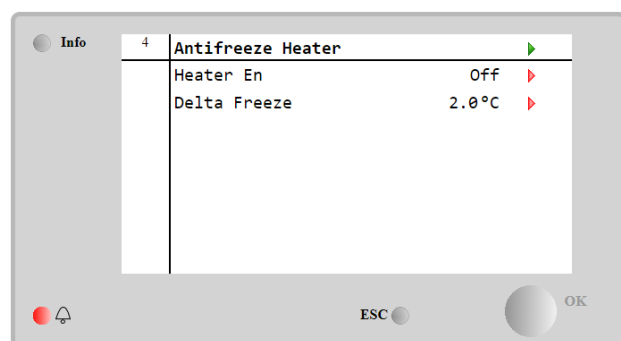 Info
4 Antifreeze Heater
Heater En Off
Delta Freeze 2.0°C
ESC
OK